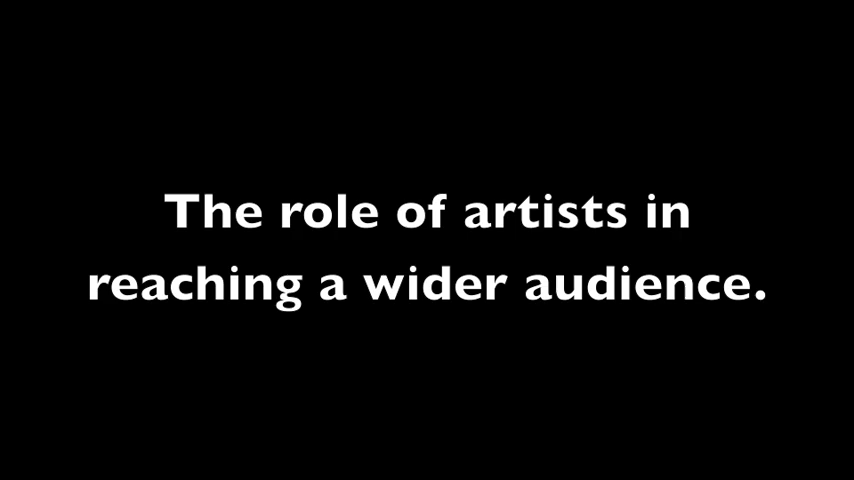 The role of artists in
reaching a wider audience.